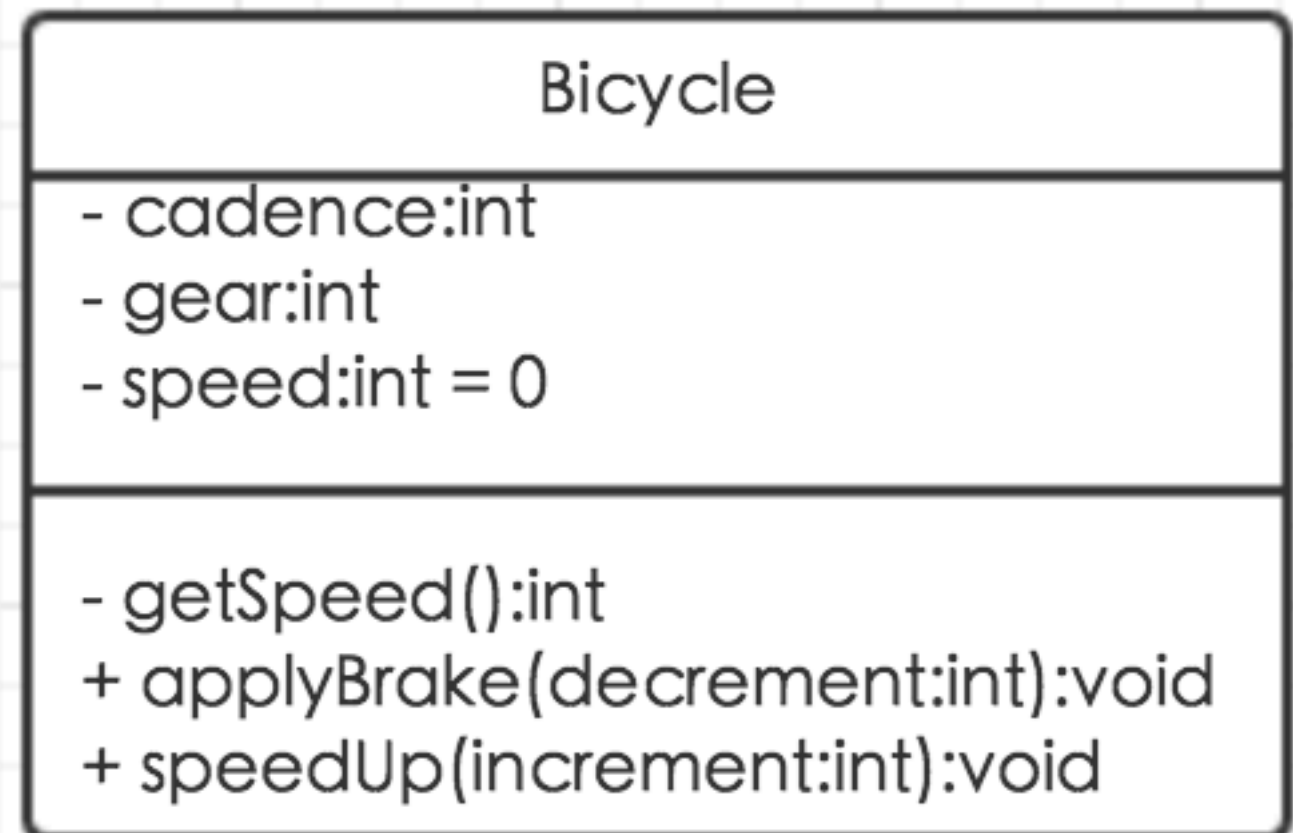 Bicycle
- cadence:int
- gear:int
- speed:int = 0
- getSpeed():int
+ applyBrake(decrement:int):void
+ speedUp(increment:int):void